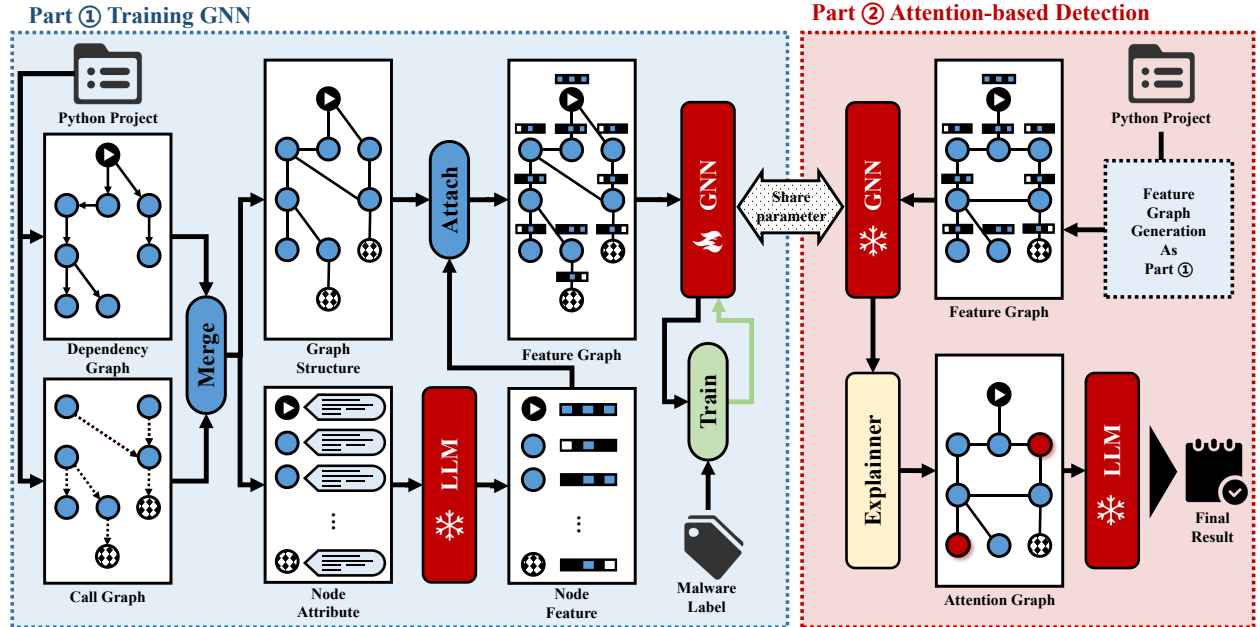 Part ① Training GNN
Python Project
Dependency
Graph
Call Graph
Merge
Graph
Structure
Node
Attribute
...
Attach
LLM
Feature Graph
Node
Feature
...
GNN
Train
Malware
Label
Share
parameter
Part ② Attention-based Detection
GNN
Feature Graph
Python Project
Feature
Graph
Generation
As
Part ①
Explainner
Attention Graph
LLM
Final
Result